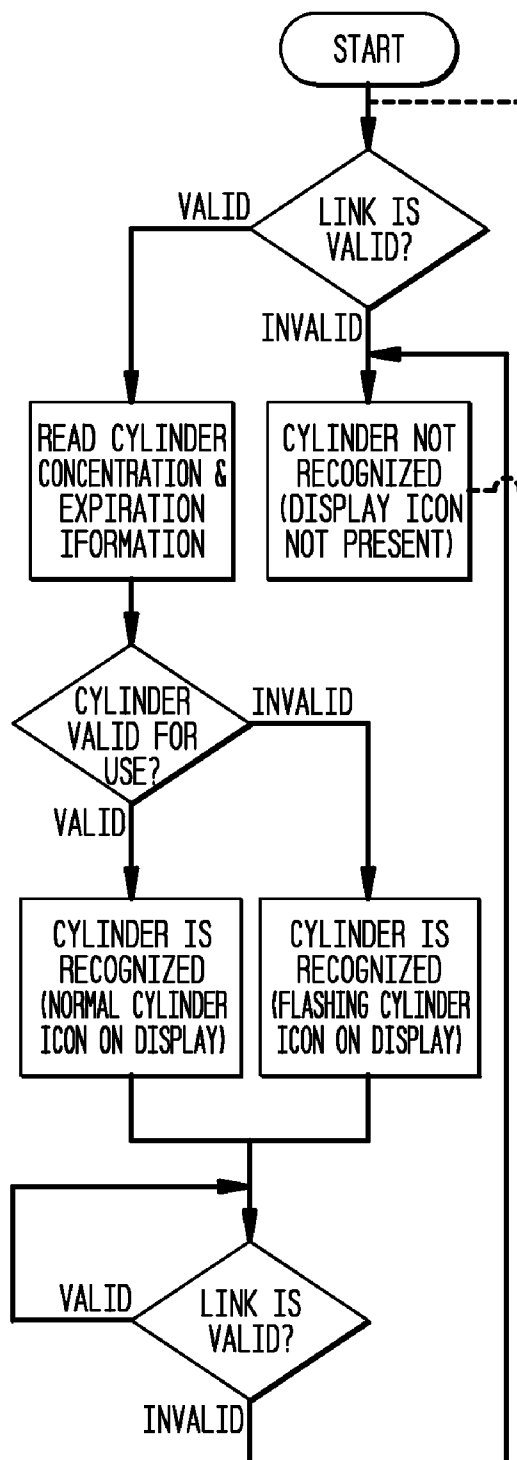 START
LINK IS
VALID?
VALID
INVALID
READ CYLINDER
CONCENTRATION &
EXPIRATION
IFORMATION
CYLINDER NOT
RECOGNIZED
(DISPLAY ICON
NOT PRESENT)
CYLINDER
VALID FOR
USE?
INVALID
VALID
CYLINDER IS
RECOGNIZED
(NORMAL CYLINDER
ICON ON DISPLAY)
CYLINDER IS
RECOGNIZED
(FLASHING CYLINDER
ICON ON DISPLAY)
VALID
LINK IS
VALID?
INVALID